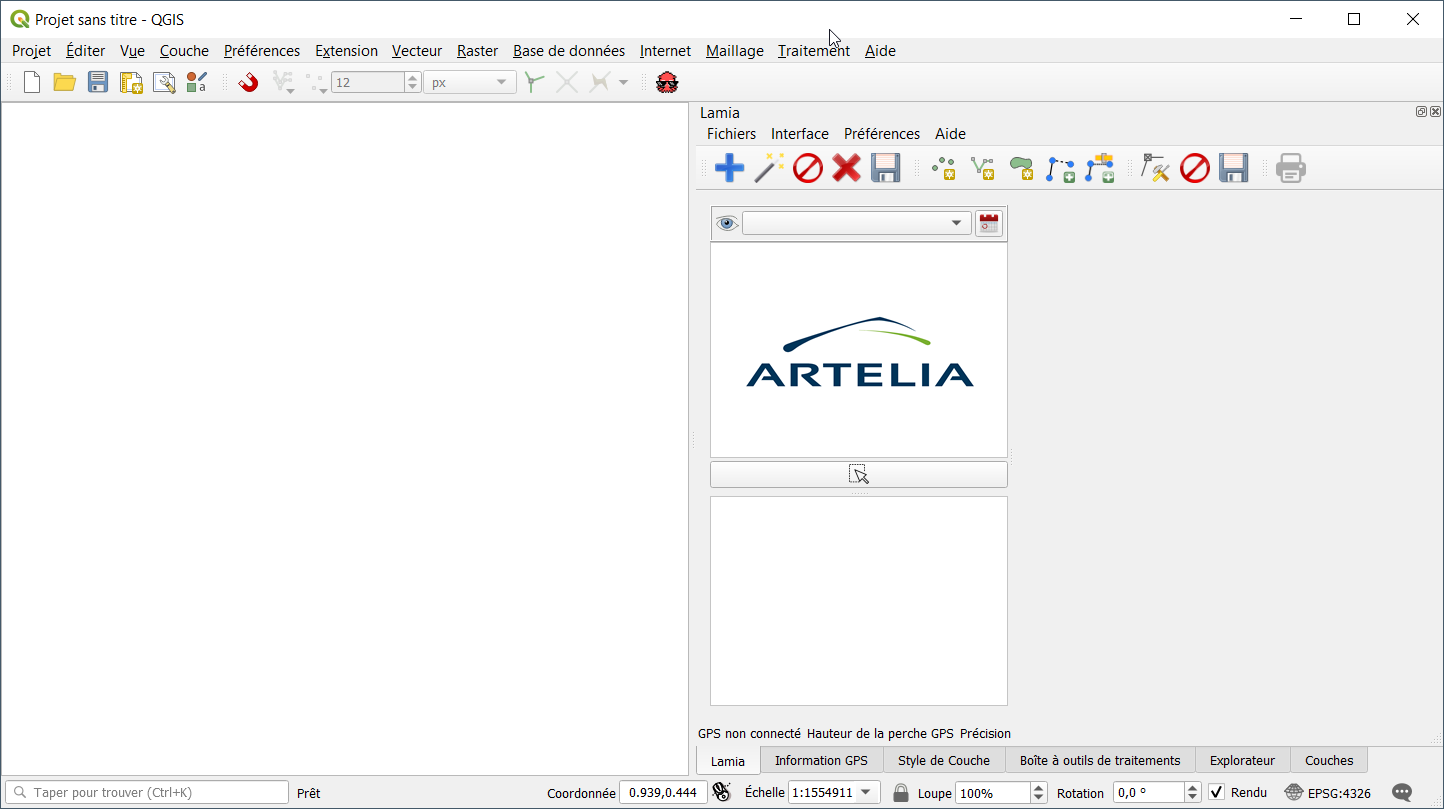 Projet sans titre - QGIS
Projet Éditer Vue Couche Préférences Extension Vecteur Raster Base de données Internet Maillage Traitement Aide
a 12 px
Lamia
Fichiers Interface Préférences Aide
ARTELIA
GPS non connecté Hauteur de la perche GPS Précision
Lamia Information GPS Style de Couche Boîte à outils de traitements Explorateur Couches
Taper pour trouver (Ctrl+K) Prêt Coordonnée 0.939,0.444 Échelle 1:1554911 Loupe 100% Rotation 0,0 ° Rendu EPSG:4326